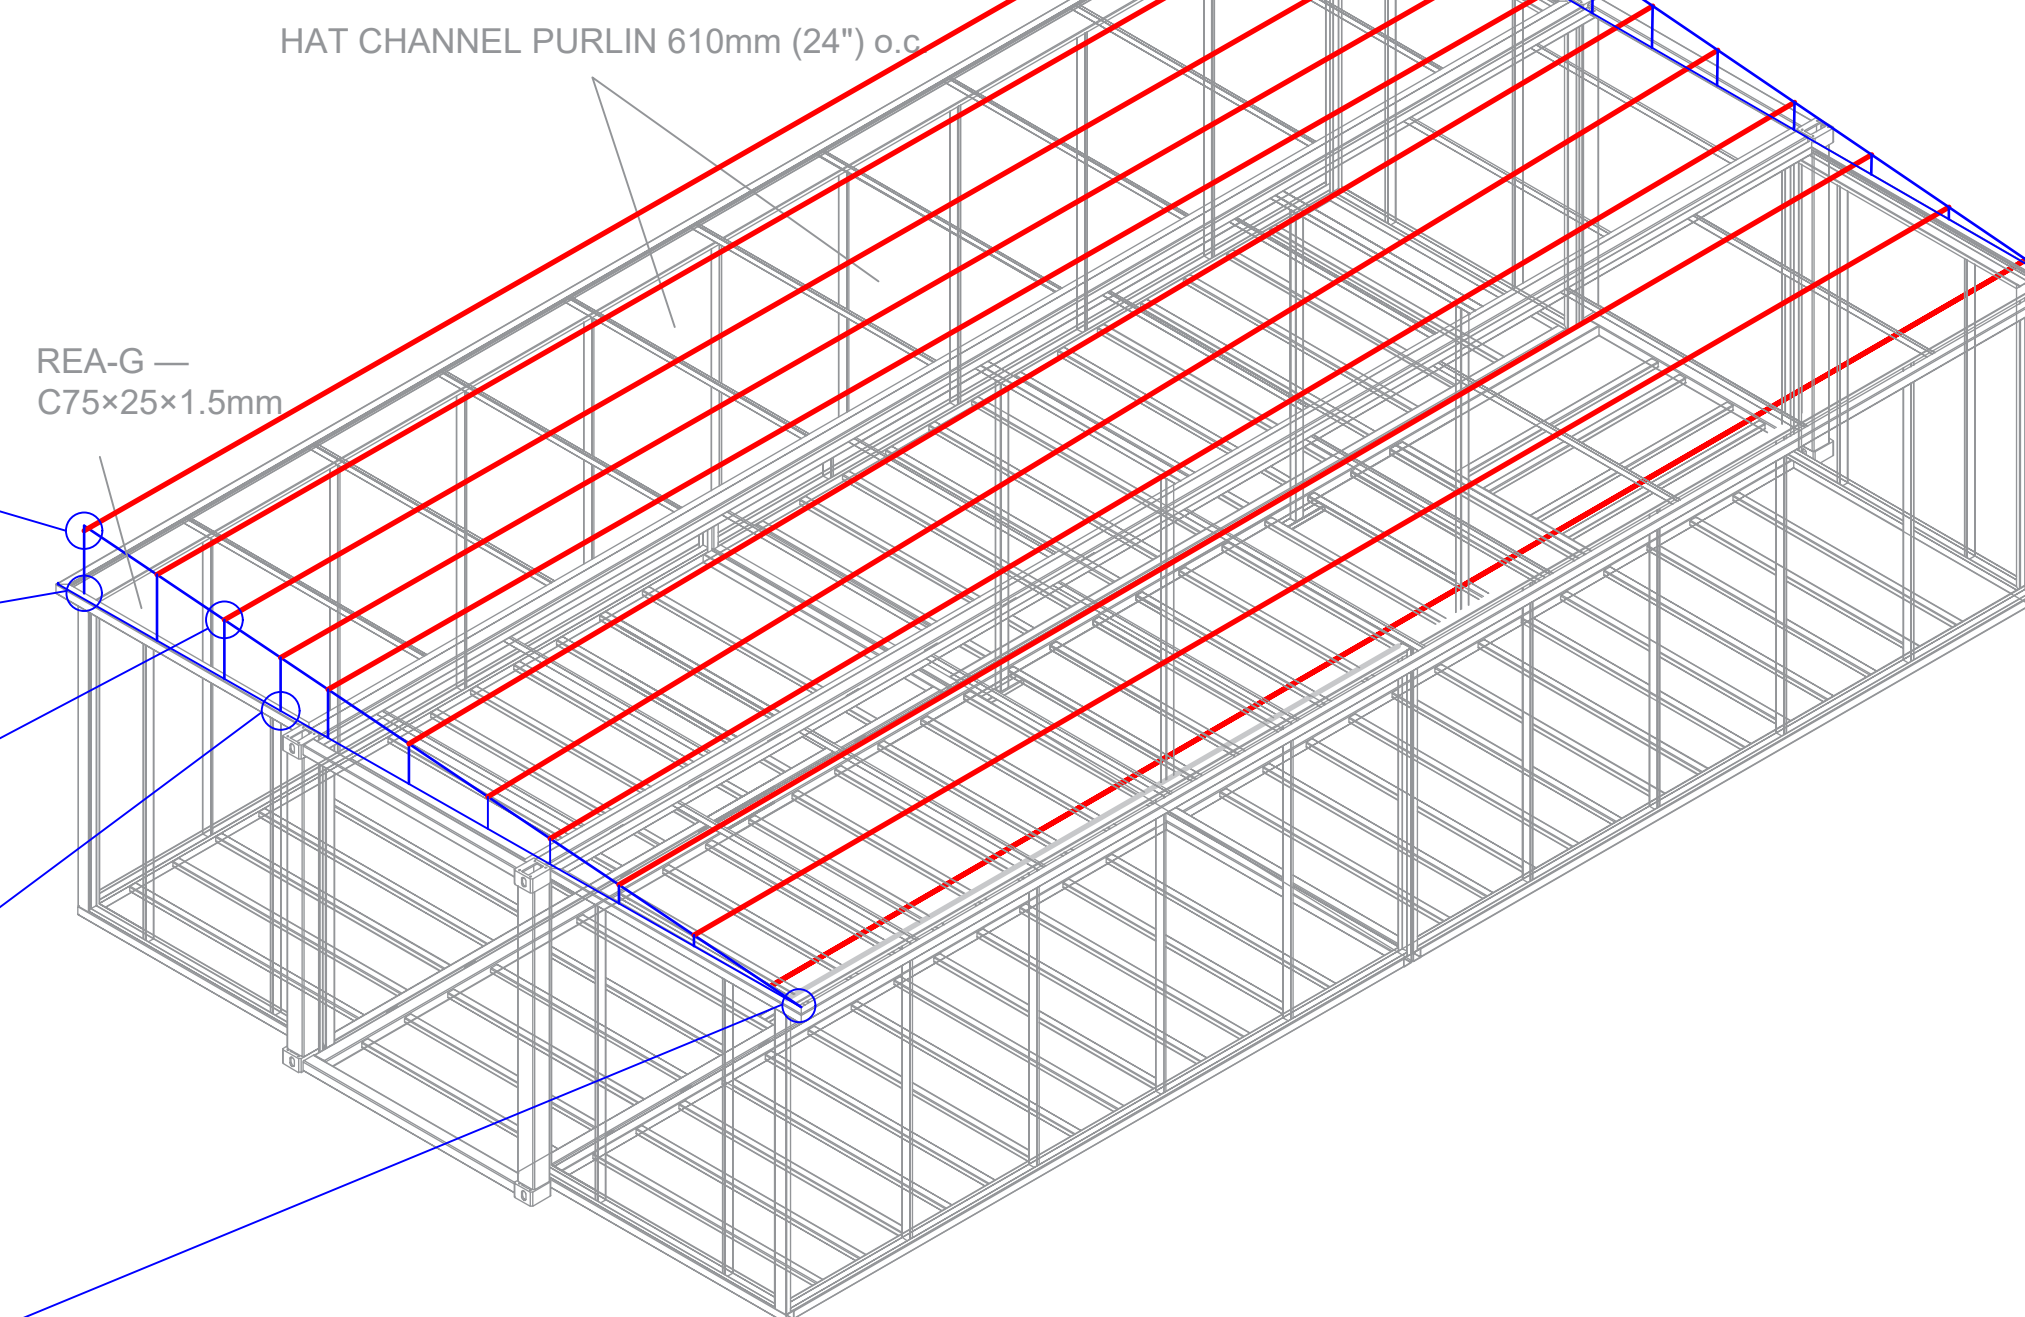 HAT CHANNEL PURLIN 610mm (24") o.c
REA-G —
C75×25×1.5mm